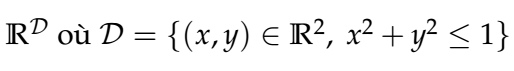 ℝ^𝒟 où 𝒟 = {(x, y) ∈ ℝ², x² + y² ≤ 1}